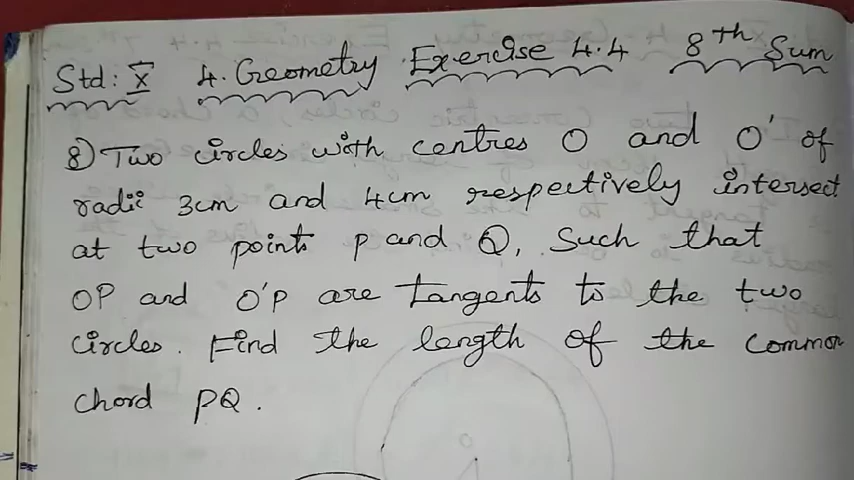 Std: X 4. Geometry Exercise 4.4 8th Sum
8) Two circles with centres O and O' of
radii 3cm and 4cm respectively intersect
at two points P and Q, Such that
OP and O'P are tangents to the two
circles. Find the length of the common
chord PQ.